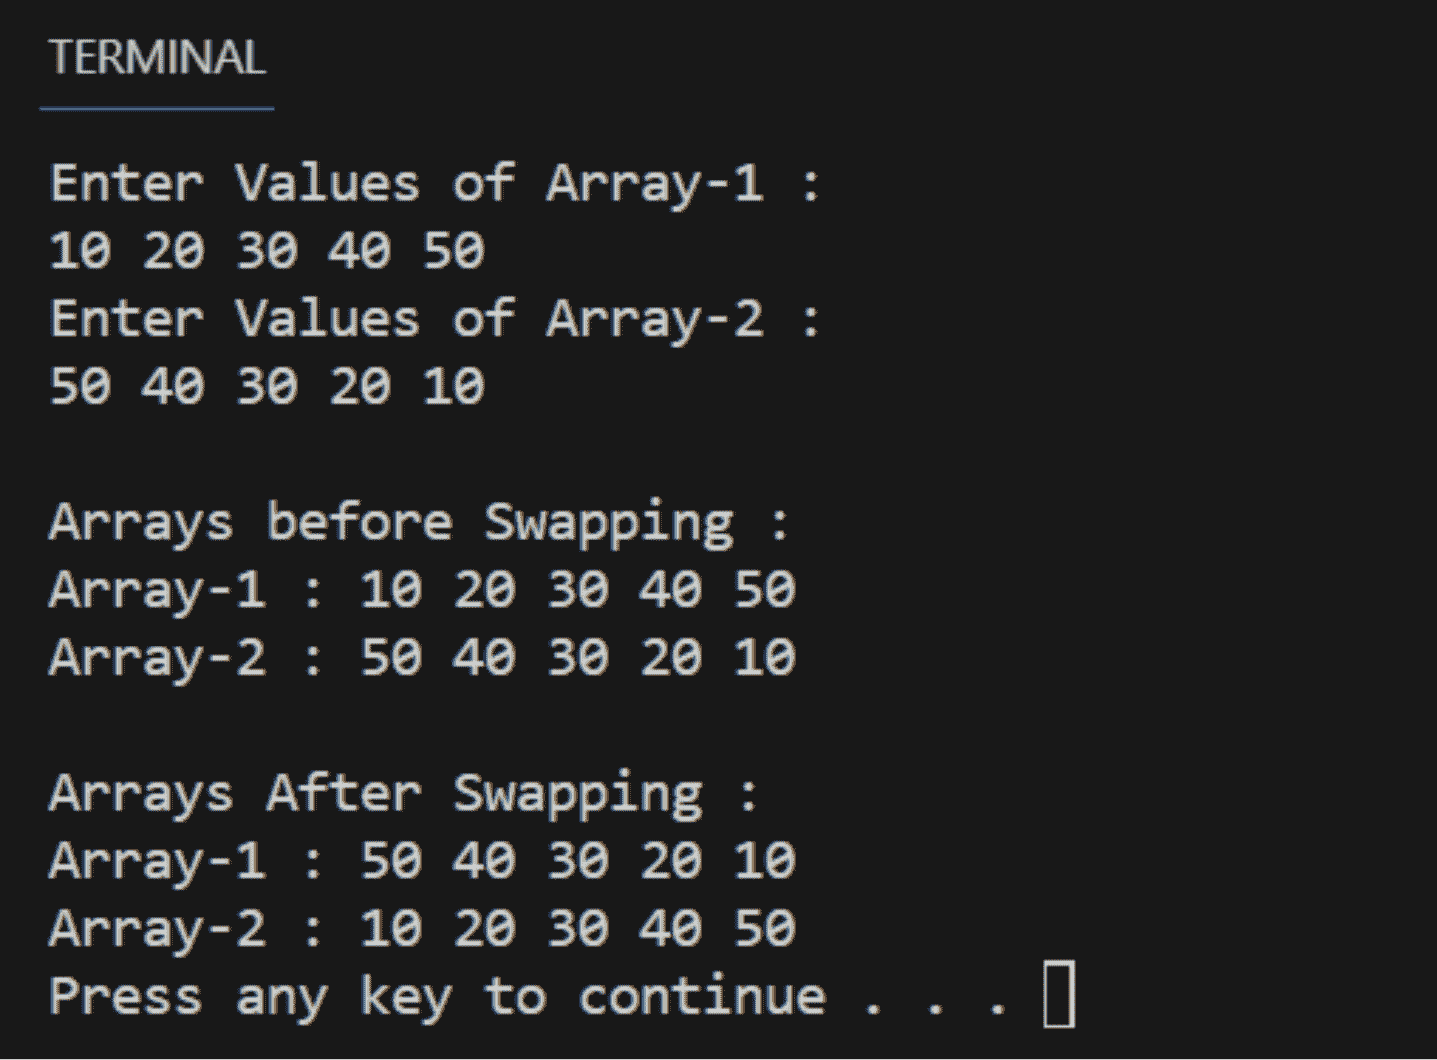 TERMINAL
Enter Values of Array-1 :
10 20 30 40 50
Enter Values of Array-2 :
50 40 30 20 10
Arrays before Swapping :
Array-1 : 10 20 30 40 50
Array-2 : 50 40 30 20 10
Arrays After Swapping :
Array-1 : 50 40 30 20 10
Array-2 : 10 20 30 40 50
Press any key to continue . . .